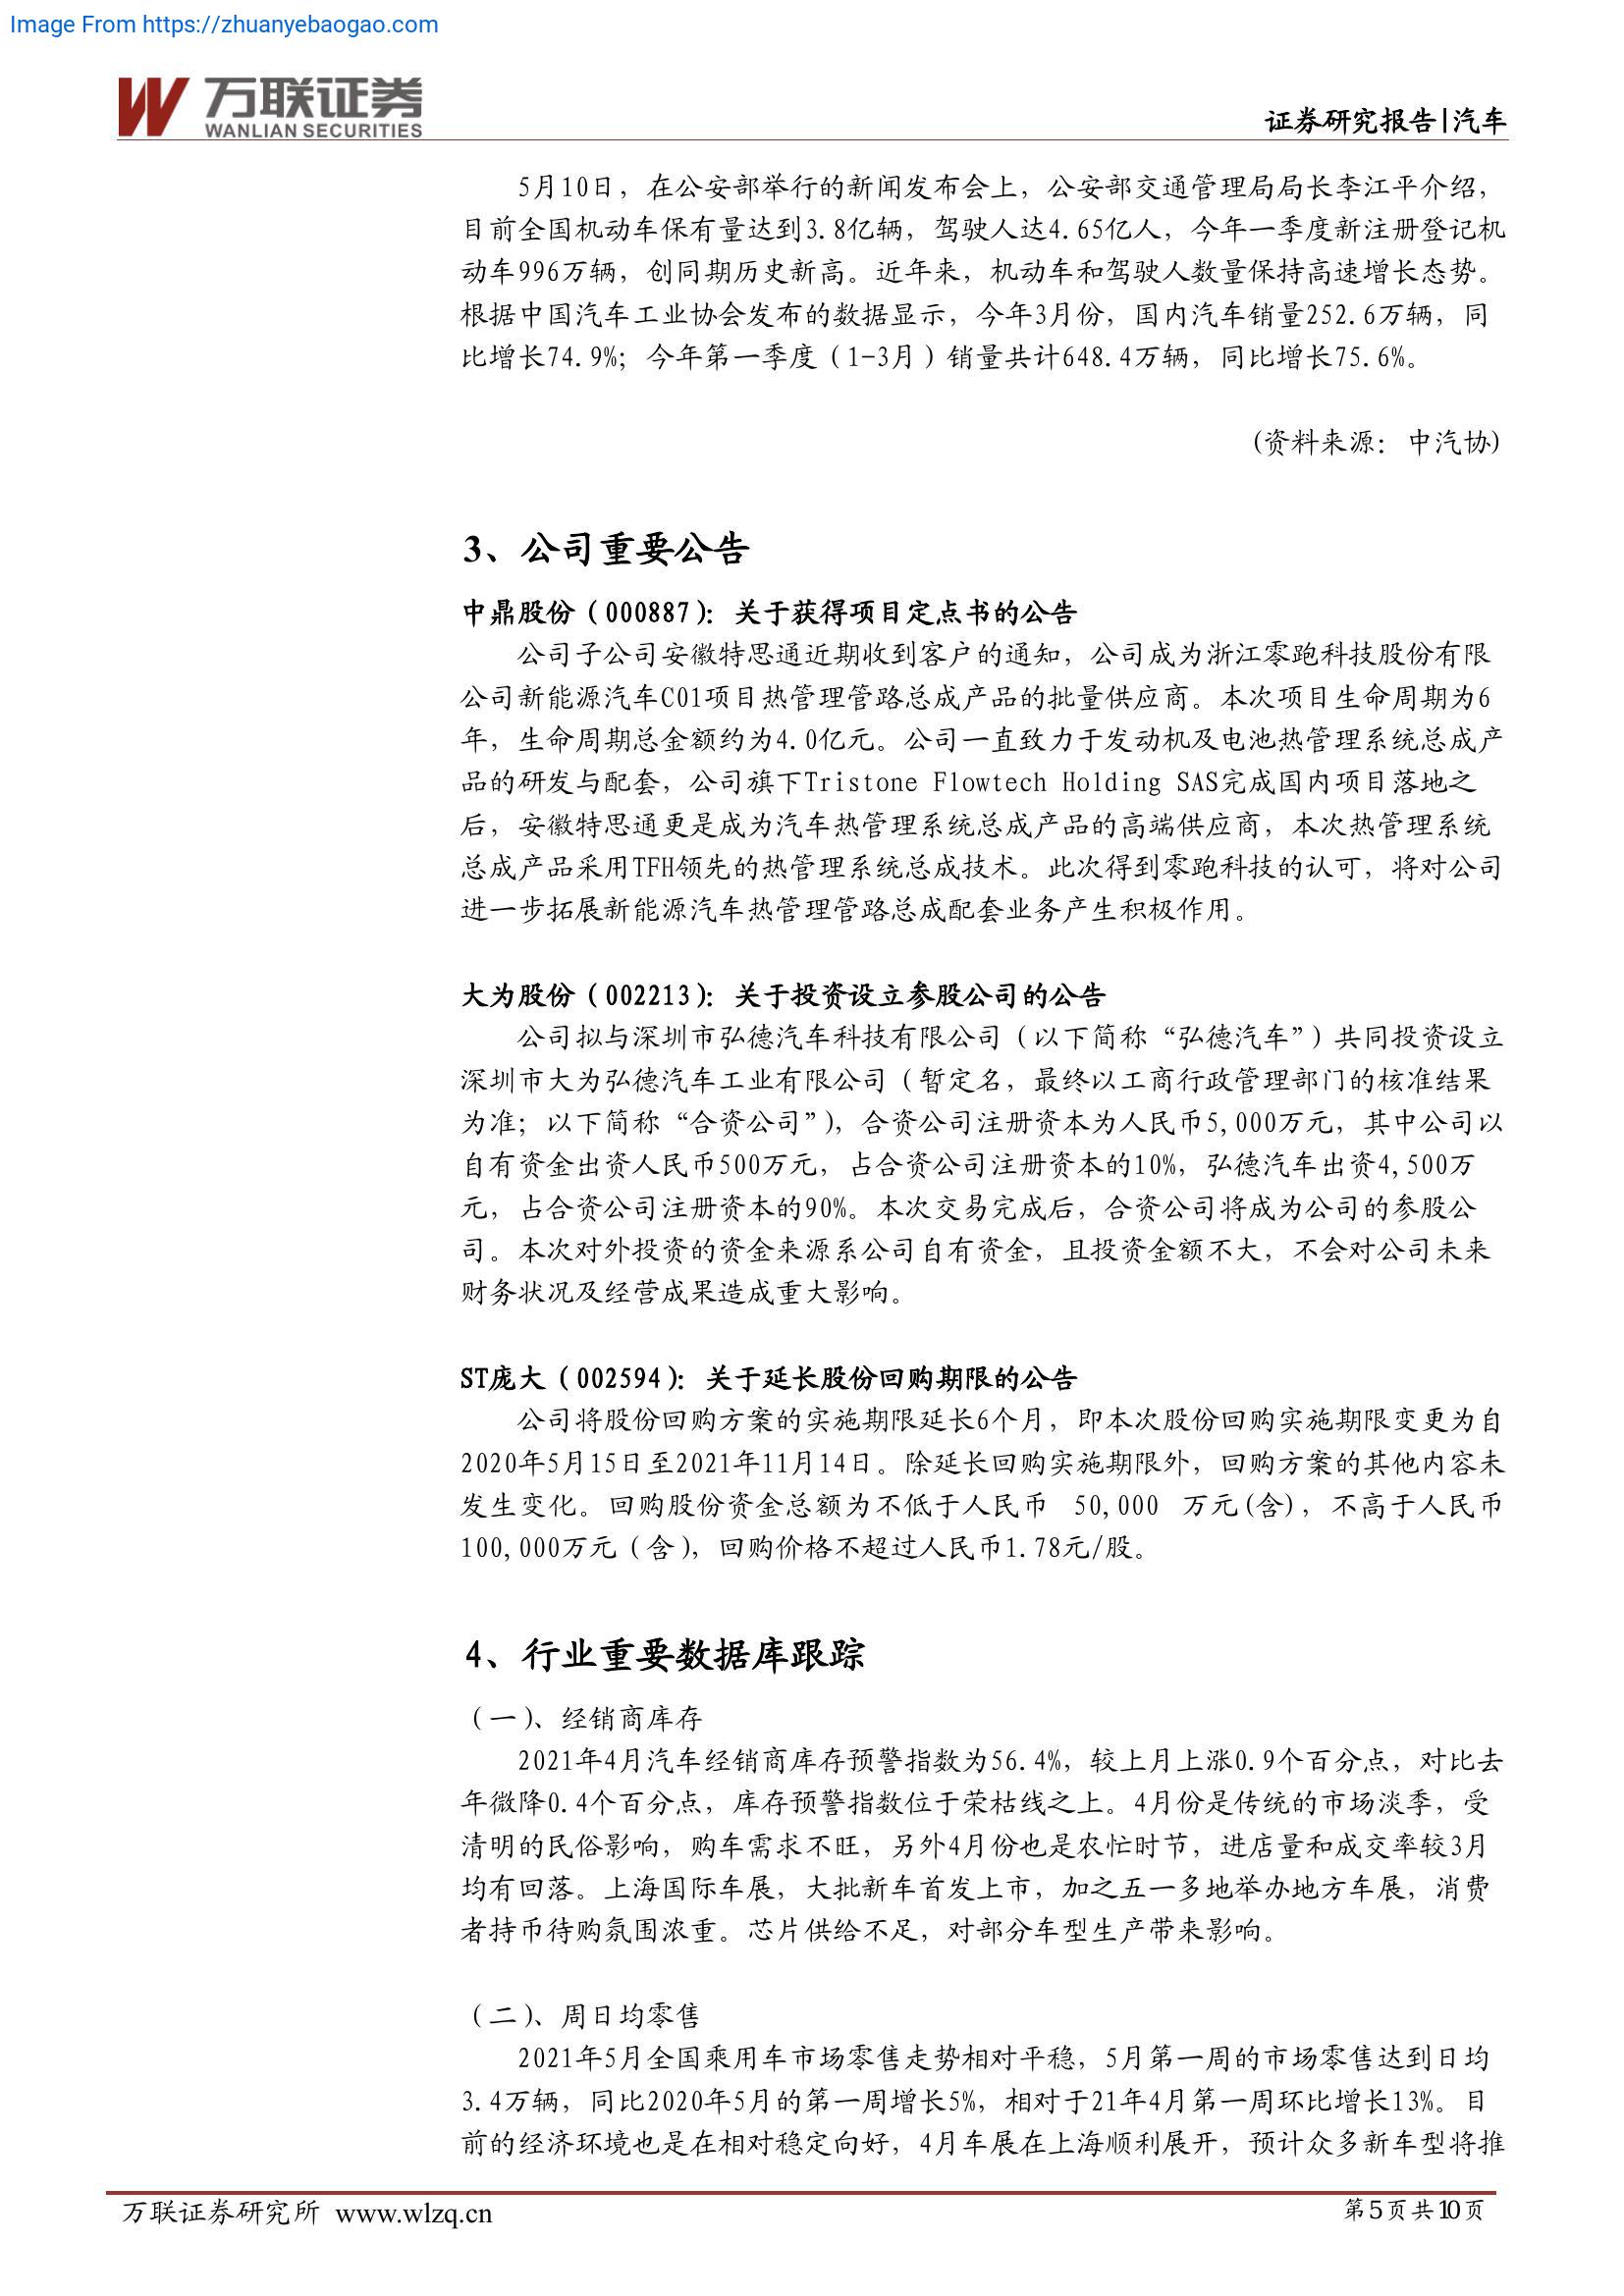 Image From https://zhuanyebaogao.com
万联证券
WANLIAN SECURITIES
证券研究报告|汽车
5月10日，在公安部举行的新闻发布会上，公安部交通管理局局长李江平介绍，
目前全国机动车保有量达到3.8亿辆，驾驶人达4.65亿人，今年一季度新注册登记机
动车996万辆，创同期历史新高。近年来，机动车和驾驶人数量保持高速增长态势。
根据中国汽车工业协会发布的数据显示，今年3月份，国内汽车销量252.6万辆，同
比增长74.9%；今年第一季度（1-3月）销量共计648.4万辆，同比增长75.6%。
(资料来源：中汽协)
3、公司重要公告
中鼎股份（000887）：关于获得项目定点书的公告
公司子公司安徽特思通近期收到客户的通知，公司成为浙江零跑科技股份有限
公司新能源汽车C01项目热管理管路总成产品的批量供应商。本次项目生命周期为6
年，生命周期总金额约为4.0亿元。公司一直致力于发动机及电池热管理系统总成产
品的研发与配套，公司旗下Tristone Flowtech Holding SAS完成国内项目落地之
后，安徽特思通更是成为汽车热管理系统总成产品的高端供应商，本次热管理系统
总成产品采用TFH领先的热管理系统总成技术。此次得到零跑科技的认可，将对公司
进一步拓展新能源汽车热管理管路总成配套业务产生积极作用。
大为股份（002213）：关于投资设立参股公司的公告
公司拟与深圳市弘德汽车科技有限公司（以下简称“弘德汽车”）共同投资设立
深圳市大为弘德汽车工业有限公司（暂定名，最终以工商行政管理部门的核准结果
为准；以下简称“合资公司”），合资公司注册资本为人民币5,000万元，其中公司以
自有资金出资人民币500万元，占合资公司注册资本的10%，弘德汽车出资4,500万
元，占合资公司注册资本的90%。本次交易完成后，合资公司将成为公司的参股公
司。本次对外投资的资金来源系公司自有资金，且投资金额不大，不会对公司未来
财务状况及经营成果造成重大影响。
ST庞大（002594）：关于延长股份回购期限的公告
公司将股份回购方案的实施期限延长6个月，即本次股份回购实施期限变更为自
2020年5月15日至2021年11月14日。除延长回购实施期限外，回购方案的其他内容未
发生变化。回购股份资金总额为不低于人民币 50,000 万元(含)，不高于人民币
100,000万元（含），回购价格不超过人民币1.78元/股。
4、行业重要数据库跟踪
（一）、经销商库存
2021年4月汽车经销商库存预警指数为56.4%，较上月上涨0.9个百分点，对比去
年微降0.4个百分点，库存预警指数位于荣枯线之上。4月份是传统的市场淡季，受
清明的民俗影响，购车需求不旺，另外4月份也是农忙时节，进店量和成交率较3月
均有回落。上海国际车展，大批新车首发上市，加之五一多地举办地方车展，消费
者持币待购氛围浓重。芯片供给不足，对部分车型生产带来影响。
（二）、周日均零售
2021年5月全国乘用车市场零售走势相对平稳，5月第一周的市场零售达到日均
3.4万辆，同比2020年5月的第一周增长5%，相对于21年4月第一周环比增长13%。目
前的经济环境也是在相对稳定向好，4月车展在上海顺利展开，预计众多新车型将推
万联证券研究所 www.wlzq.cn
第5页共10页